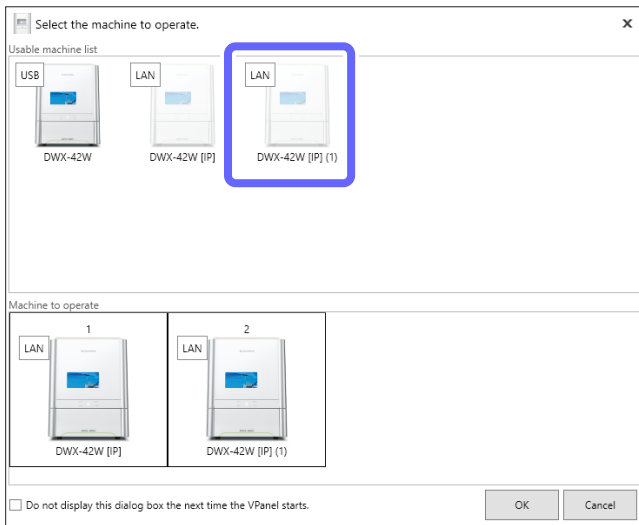 Select the machine to operate.
Usable machine list
USB
LAN
LAN
DWX-42W
DWX-42W [IP]
DWX-42W [IP] (1)
Machine to operate
1
2
LAN
LAN
DWX-42W [IP]
DWX-42W [IP] (1)
Do not display this dialog box the next time the VPanel starts.
OK
Cancel